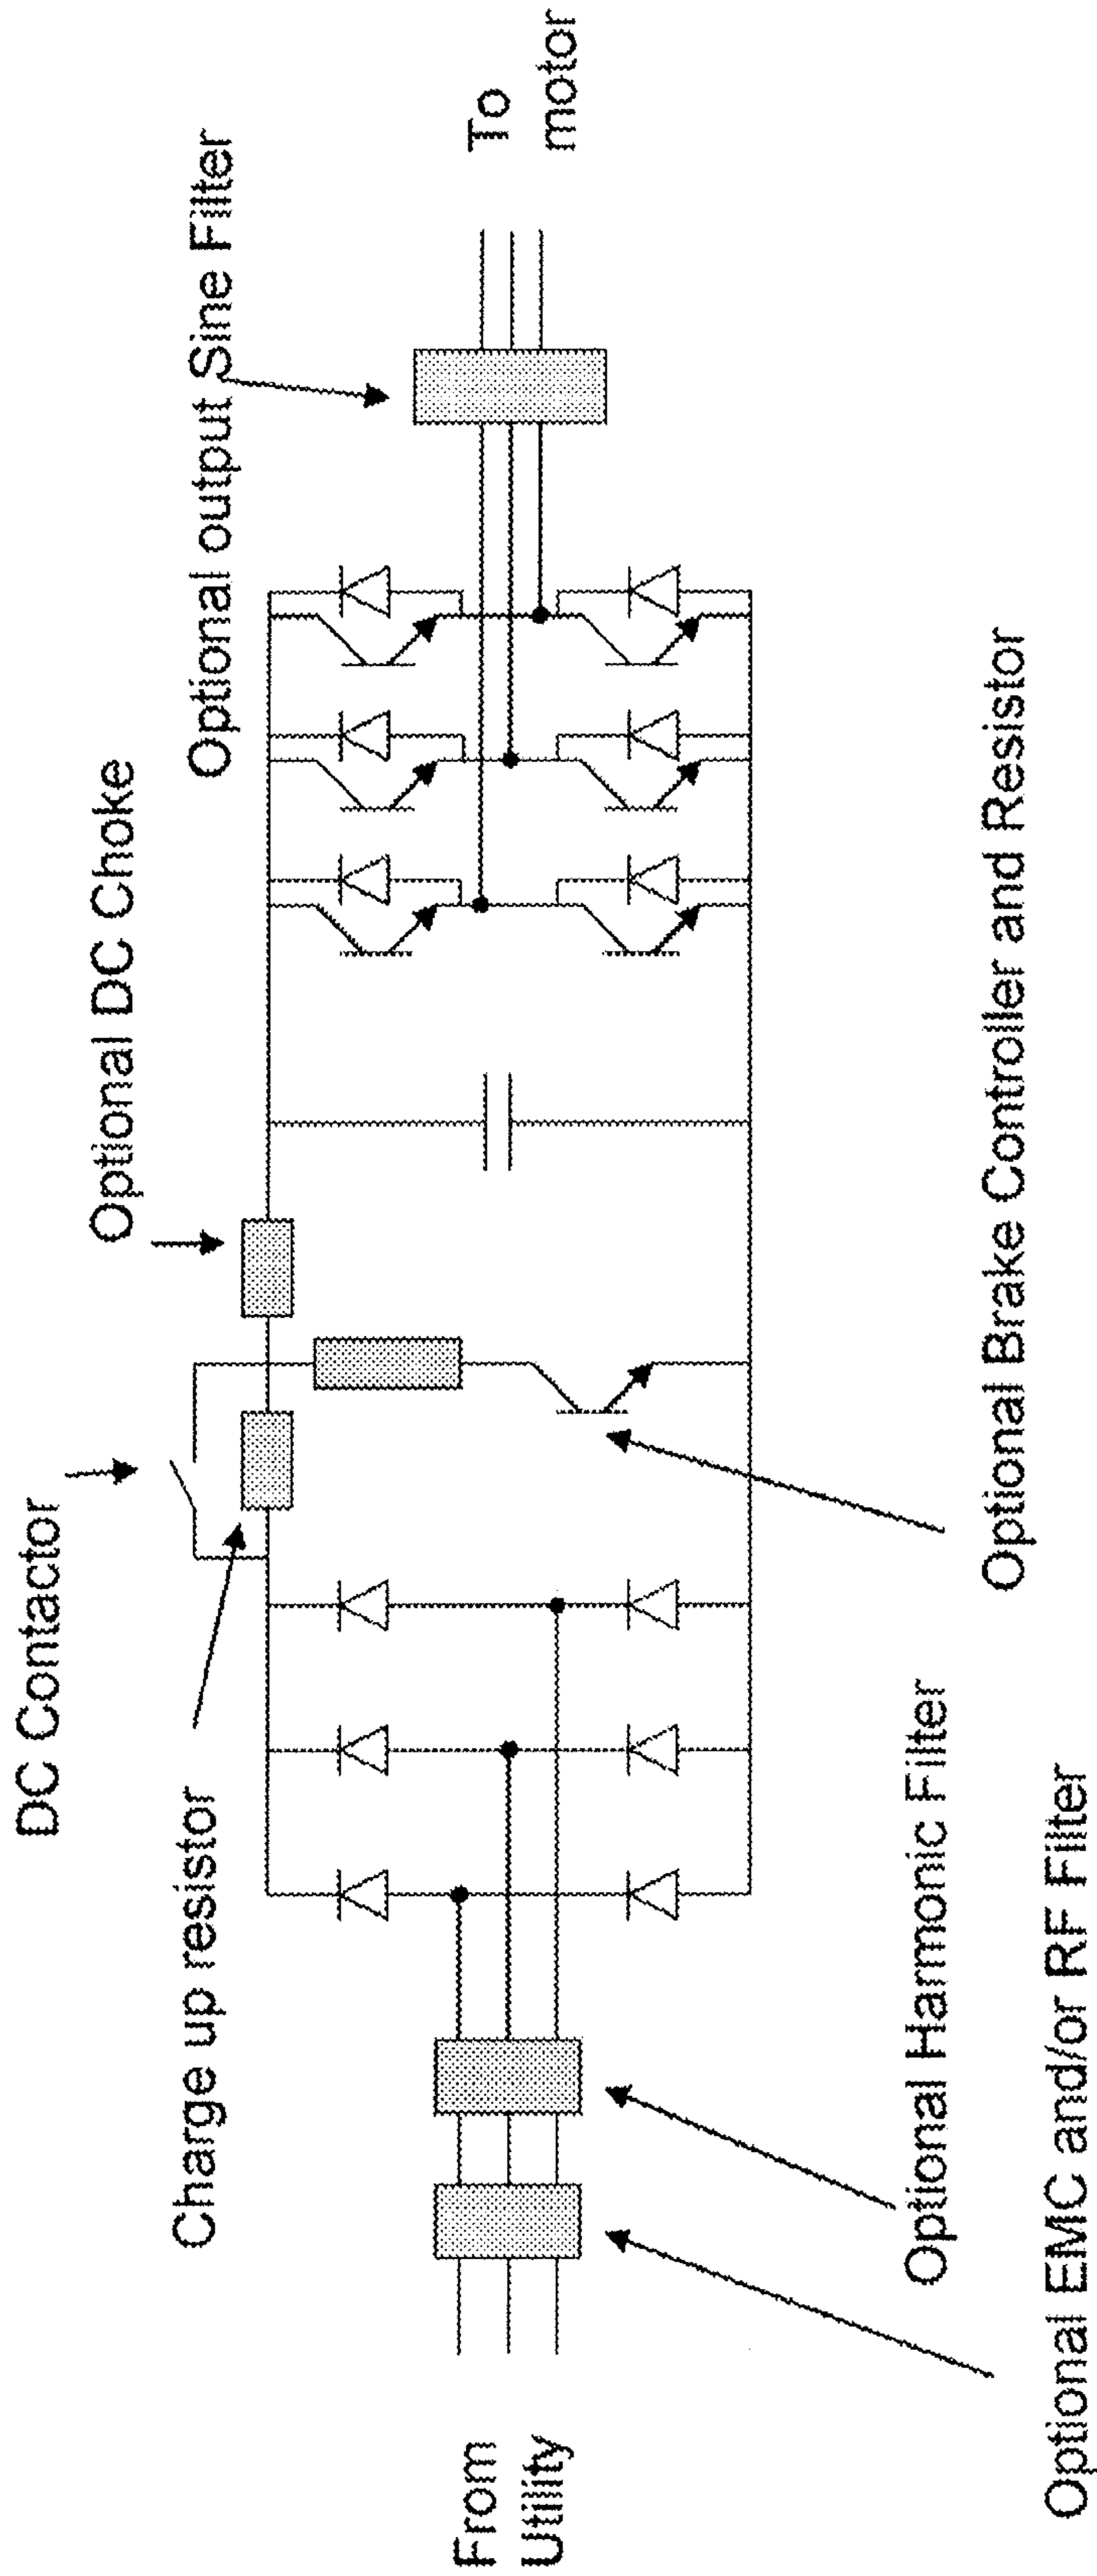 DC Contactor
Optional DC Choke
Charge up resistor
Optional output Sine Filter
From
Utility
To
motor
Optional Harmonic Filter
Optional Brake Controller and Resistor
Optional EMC and/or RF Filter